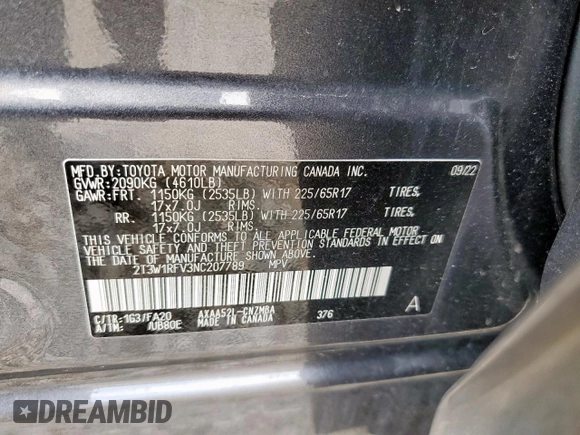 MFD.BY:TOYOTA MOTOR MANUFACTURING CANADA INC. 09/22
GVWR:2090KG (4610LB)
GAWR:FRT. 1150KG (2535LB) WITH 225/65R17 TIRES,
17x7.0J RIMS
RR. 1150KG (2535LB) WITH 225/65R17 TIRES,
17x7.0J RIMS
THIS VEHICLE CONFORMS TO ALL APPLICABLE FEDERAL MOTOR
VEHICLE SAFETY AND THEFT PREVENTION STANDARDS IN EFFECT ON
THE DATE OF MANUFACTURE SHOWN ABOVE.
2T3W1RFV3NC207789 MPV
C/TR:1G3/FA20 AXAA52L-CNZMBA 376 A
A/TM: /UB80E MADE IN CANADA
DREAMBID